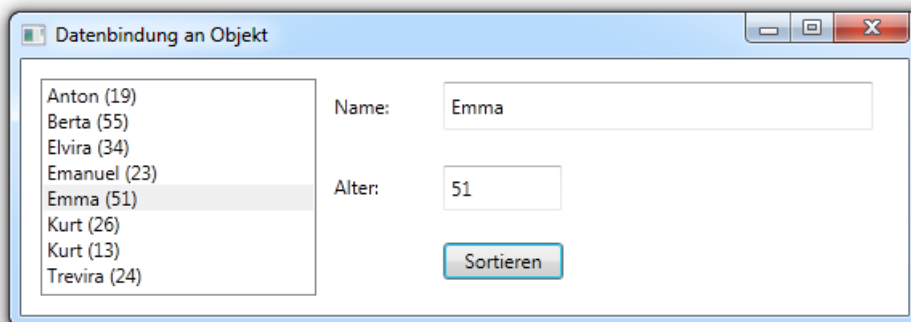 Datenbindung an Objekt
Anton (19)
Berta (55)
Elvira (34)
Emanuel (23)
Emma (51)
Kurt (26)
Kurt (13)
Trevira (24)
Name:
Emma
Alter:
51
Sortieren